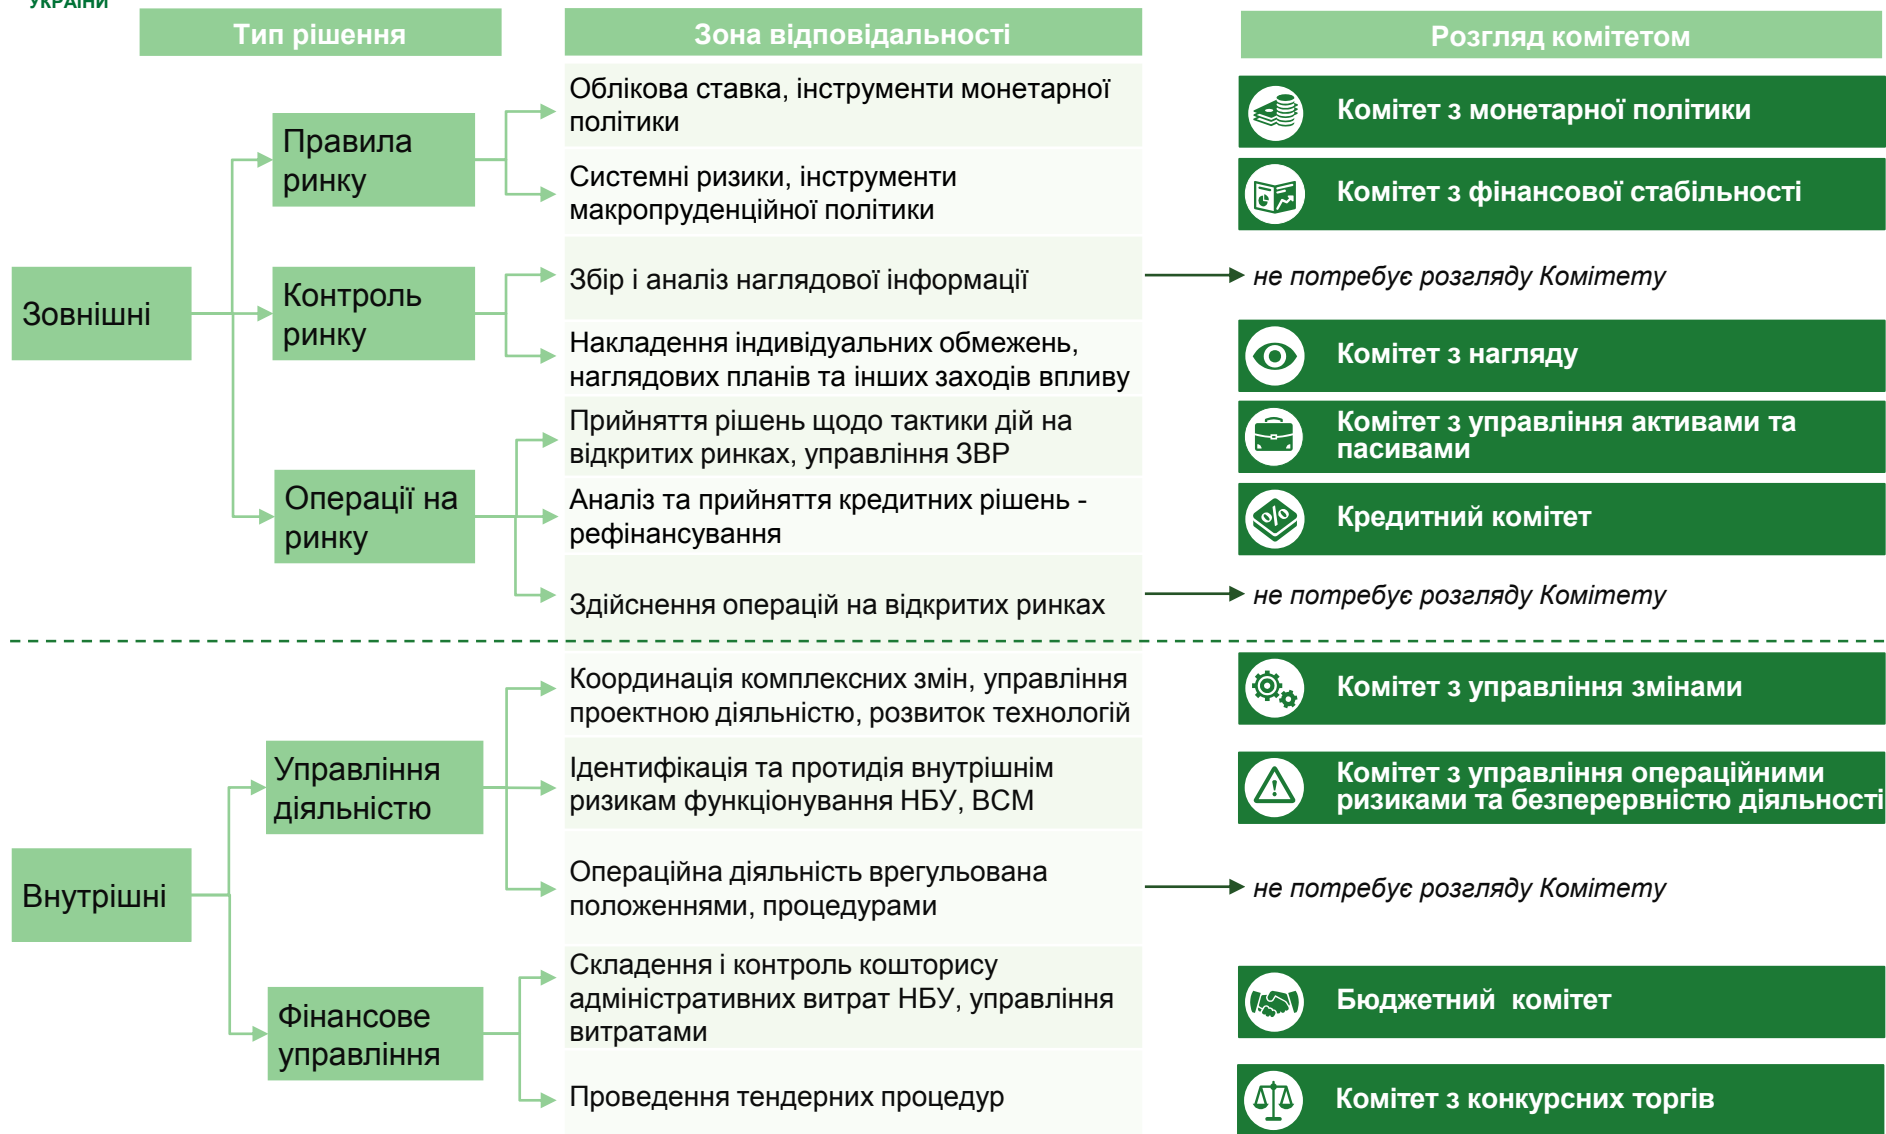 УКРАЇНИ
Тип рішення
Зона відповідальності
Розгляд комітетом
Зовнішні
Правила
ринку
Облікова ставка, інструменти монетарної
політики
Комітет з монетарної політики
Системні ризики, інструменти
макропруденційної політики
Комітет з фінансової стабільності
Контроль
ринку
Збір і аналіз наглядової інформації
не потребує розгляду Комітету
Накладення індивідуальних обмежень,
наглядових планів та інших заходів впливу
Комітет з нагляду
Операції на
ринку
Прийняття рішень щодо тактики дій на
відкритих ринках, управління ЗВР
Комітет з управління активами та
пасивами
Аналіз та прийняття кредитних рішень -
рефінансування
%
Кредитний комітет
Здійснення операцій на відкритих ринках
не потребує розгляду Комітету
Внутрішні
Управління
діяльністю
Координація комплексних змін, управління
проектною діяльністю, розвиток технологій
Комітет з управління змінами
Ідентифікація та протидія внутрішнім
ризикам функціонування НБУ, ВСМ
Комітет з управління операційними
ризиками та безперервністю діяльності
Операційна діяльність врегульована
положеннями, процедурами
не потребує розгляду Комітету
Фінансове
управління
Складення і контроль кошторису
адміністративних витрат НБУ, управління
витратами
Бюджетний комітет
Проведення тендерних процедур
Комітет з конкурсних торгів